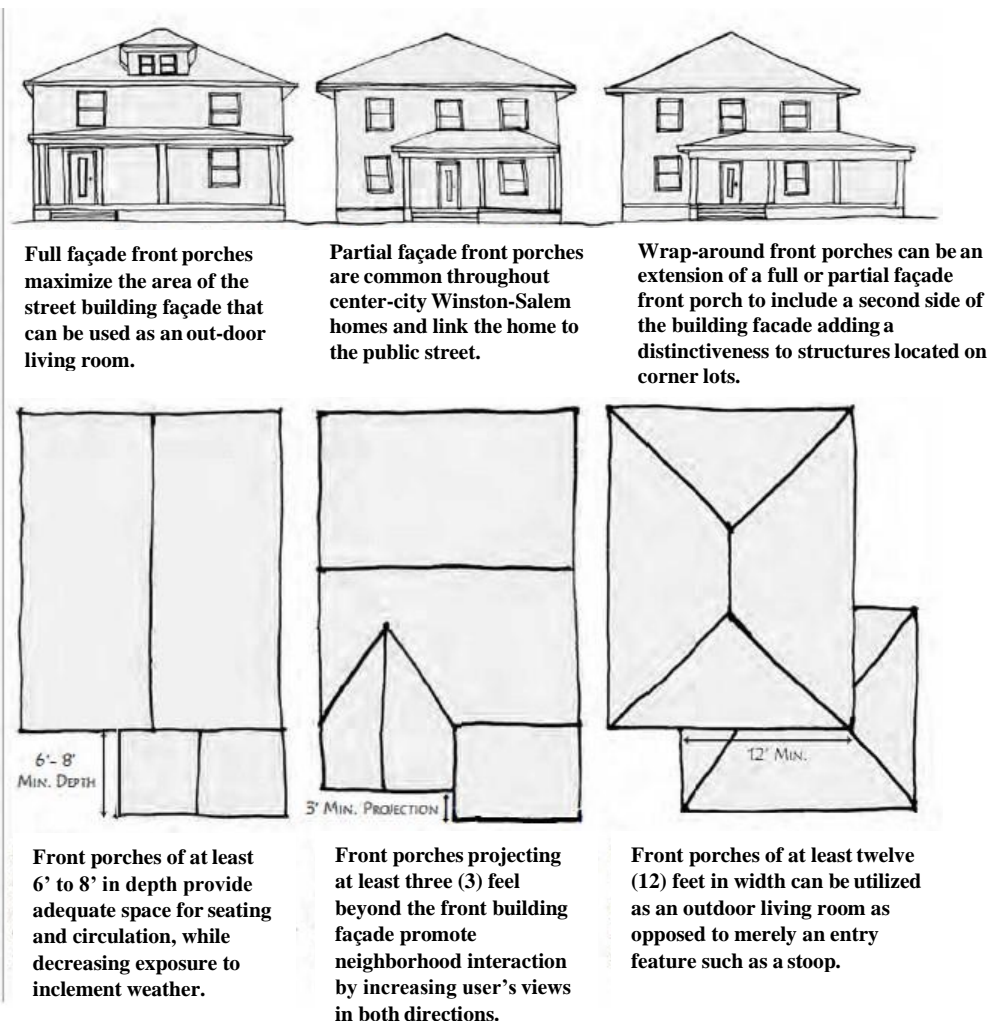 Full façade front porches
maximize the area of the
street building façade that
can be used as an out-door
living room.
Partial façade front porches
are common throughout
center-city Winston-Salem
homes and link the home to
the public street.
Wrap-around front porches can be an
extension of a full or partial façade
front porch to include a second side of
the building facade adding a
distinctiveness to structures located on
corner lots.
6'- 8'
MIN. DEPTH
3' MIN. PROJECTION
12' MIN.
Front porches of at least
6’ to 8’ in depth provide
adequate space for seating
and circulation, while
decreasing exposure to
inclement weather.
Front porches projecting
at least three (3) feel
beyond the front building
façade promote
neighborhood interaction
by increasing user’s views
in both directions.
Front porches of at least twelve
(12) feet in width can be utilized
as an outdoor living room as
opposed to merely an entry
feature such as a stoop.